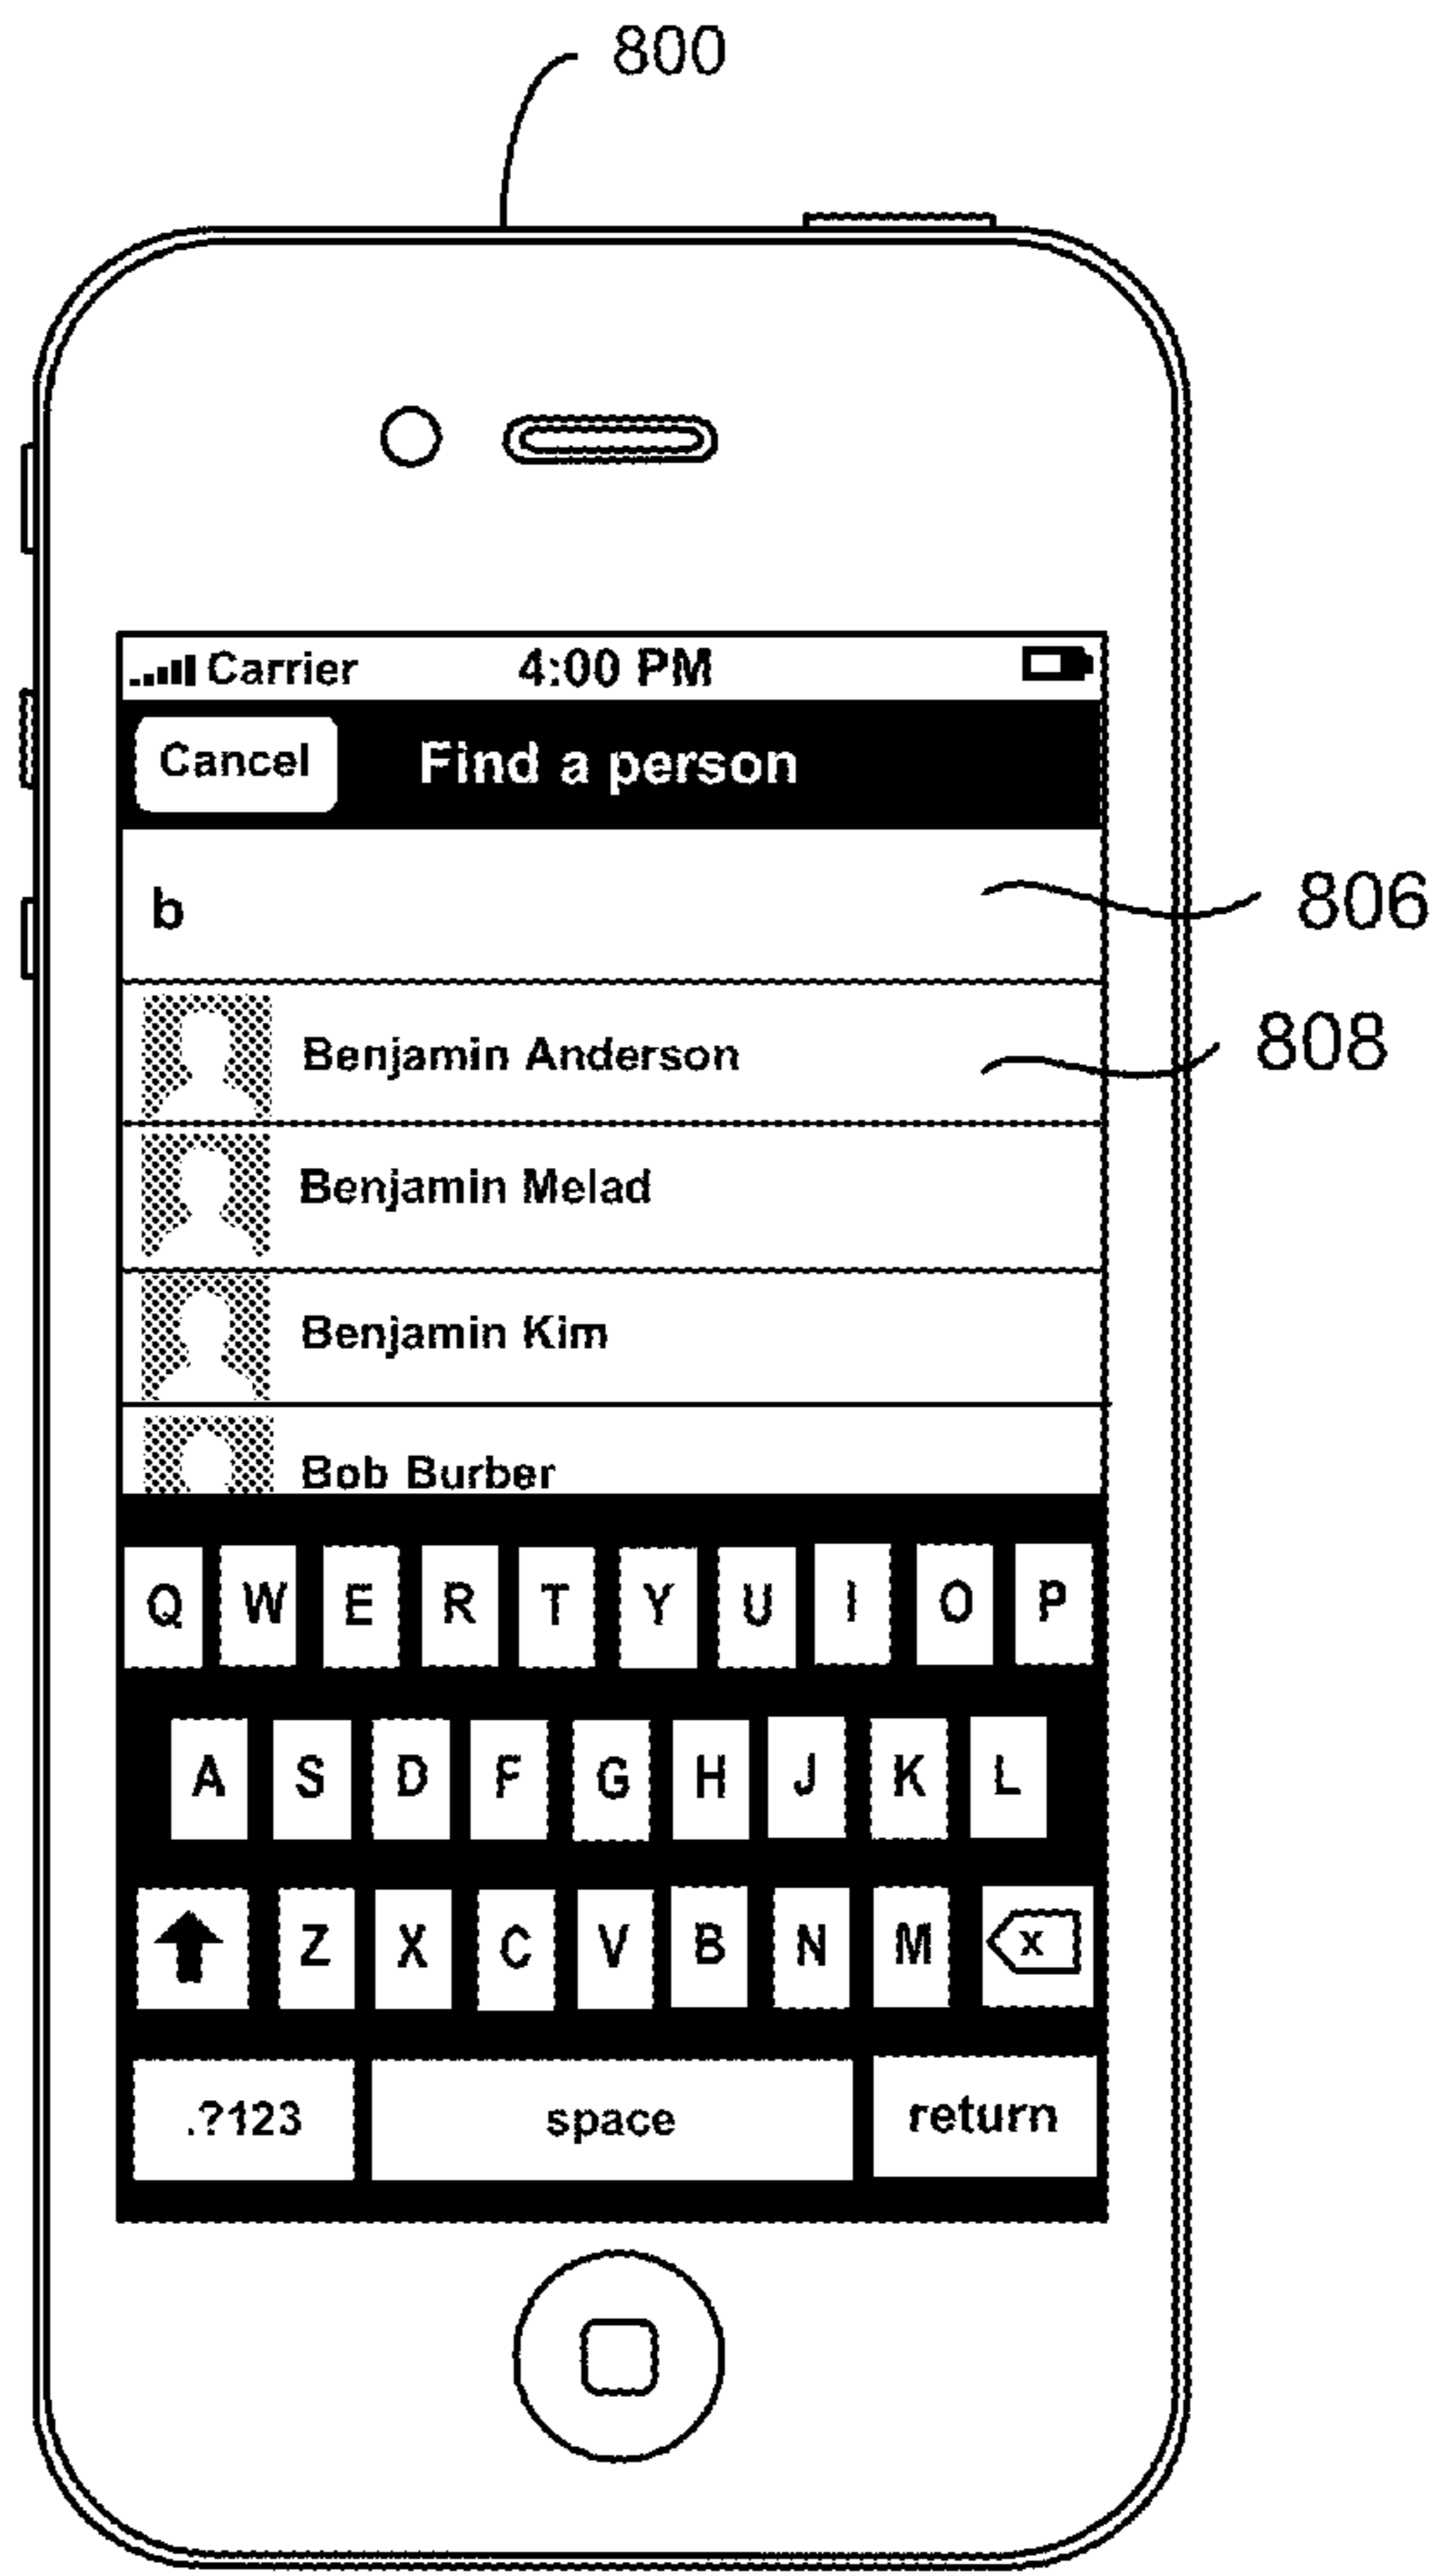 800
Carrier 4:00 PM
Cancel Find a person
b 806
Benjamin Anderson 808
Benjamin Melad
Benjamin Kim
Bob Burber
Q W E R T Y U I O P
A S D F G H J K L
Z X C V B N M x
.?123 space return